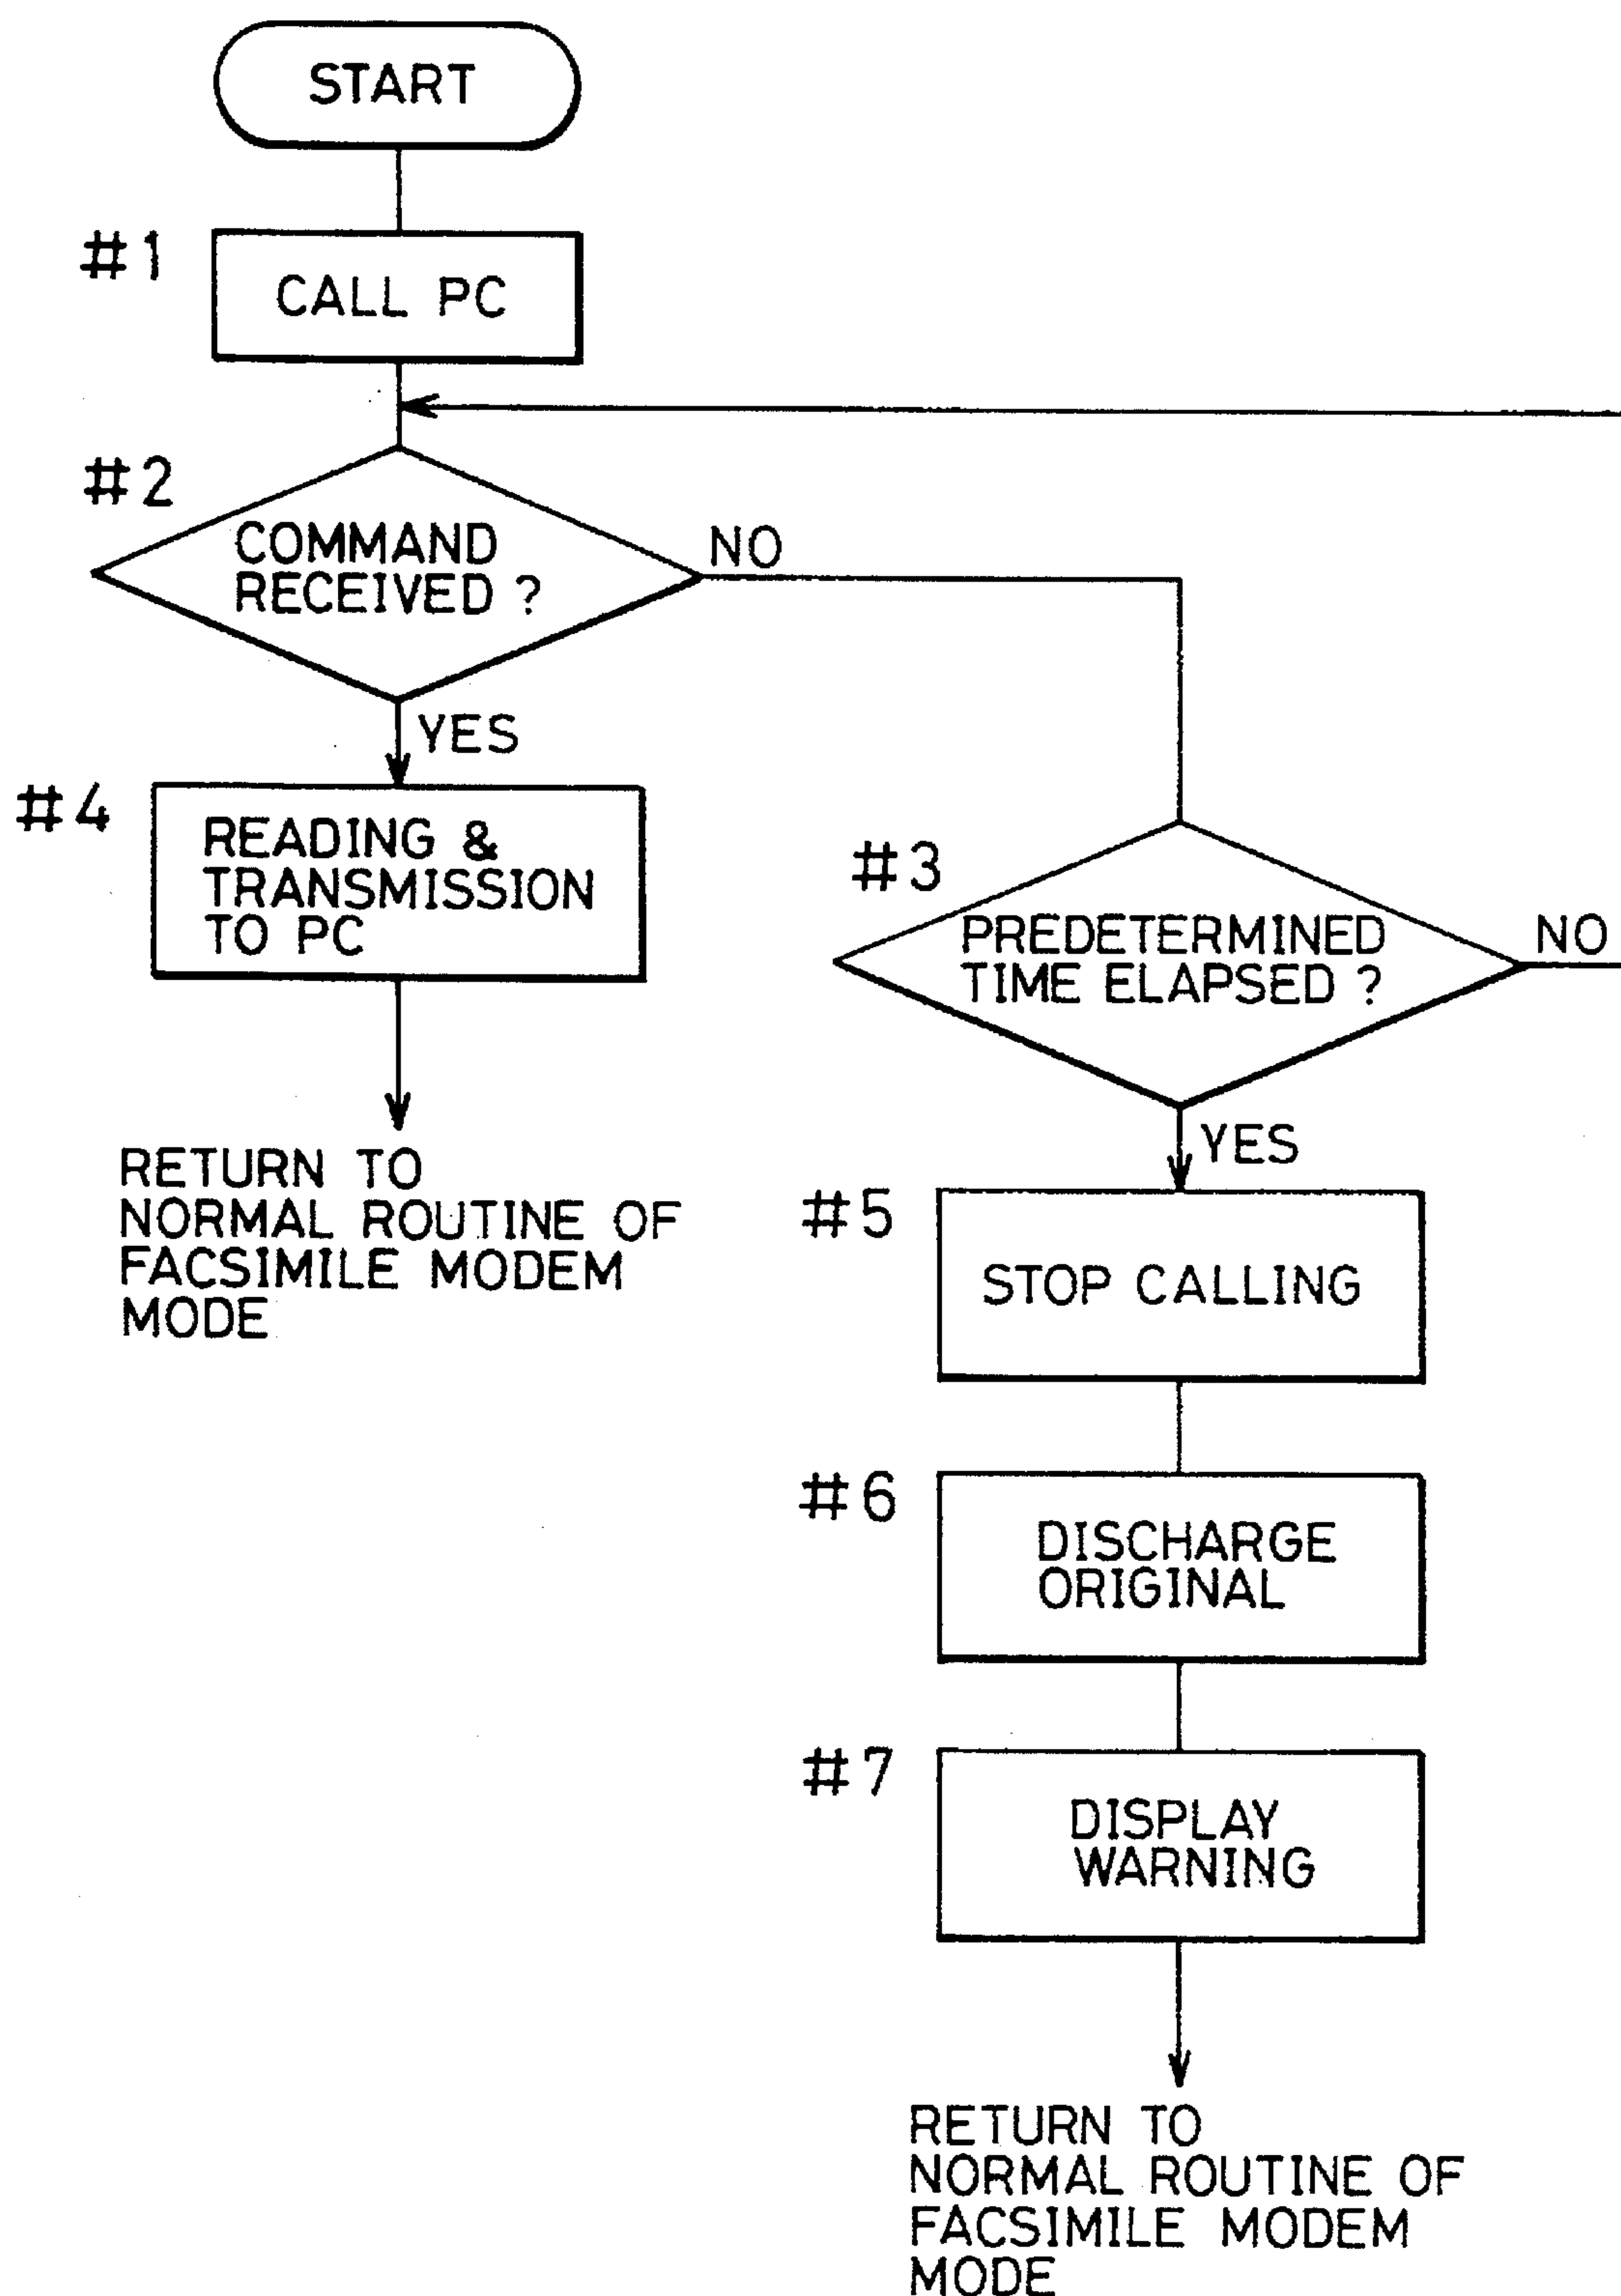 START
#1
CALL PC
#2
COMMAND
RECEIVED ?
NO
YES
#4
READING &
TRANSMISSION
TO PC
RETURN TO
NORMAL ROUTINE OF
FACSIMILE MODEM
MODE
#3
PREDETERMINED
TIME ELAPSED ?
NO
YES
#5
STOP CALLING
#6
DISCHARGE
ORIGINAL
#7
DISPLAY
WARNING
RETURN TO
NORMAL ROUTINE OF
FACSIMILE MODEM
MODE